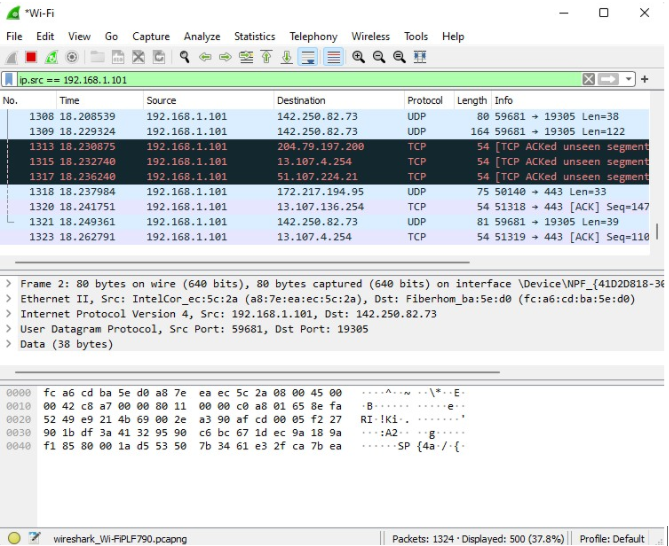 *Wi-Fi
File Edit View Go Capture Analyze Statistics Telephony Wireless Tools Help
ip.src == 192.168.1.101
No. Time Source Destination Protocol Length Info
1308 18.208539 192.168.1.101 142.250.82.73 UDP 80 59681 → 19305 Len=38
1309 18.229324 192.168.1.101 142.250.82.73 UDP 164 59681 → 19305 Len=122
1313 18.230875 192.168.1.101 204.79.197.200 TCP 54 [TCP ACKed unseen segment
1315 18.232740 192.168.1.101 13.107.4.254 TCP 54 [TCP ACKed unseen segment
1317 18.236240 192.168.1.101 51.107.224.21 TCP 54 [TCP ACKed unseen segment
1318 18.237984 192.168.1.101 172.217.194.95 UDP 75 50140 → 443 Len=33
1320 18.241751 192.168.1.101 13.107.136.254 TCP 54 51318 → 443 [ACK] Seq=147
1321 18.249361 192.168.1.101 142.250.82.73 UDP 81 59681 → 19305 Len=39
1323 18.262791 192.168.1.101 13.107.4.254 TCP 54 51319 → 443 [ACK] Seq=110
> Frame 2: 80 bytes on wire (640 bits), 80 bytes captured (640 bits) on interface \Device\NPF_{41D2D818-30
> Ethernet II, Src: IntelCor_ec:5c:2a (a8:7e:ea:ec:5c:2a), Dst: Fiberhom_ba:5e:d0 (fc:a6:cd:ba:5e:d0)
> Internet Protocol Version 4, Src: 192.168.1.101, Dst: 142.250.82.73
> User Datagram Protocol, Src Port: 59681, Dst Port: 19305
> Data (38 bytes)
0000 fc a6 cd ba 5e d0 a8 7e ea ec 5c 2a 08 00 45 00 ····^··~ ··\*··E·
0010 00 42 c8 a7 00 00 80 11 00 00 c0 a8 01 65 8e fa ·B······ ·····e··
0020 52 49 e9 21 4b 69 00 2e a3 90 af cd 00 05 f2 27 RI·!Ki·. ·······'
0030 90 1b df 3a 41 32 95 90 c6 bc 67 1d ec 9a 18 9a ···:A2·· ··g·····
0040 f1 85 80 00 1a d5 53 50 7b 34 61 e3 2f ca 7b ea ······SP {4a·/·{·
wireshark_Wi-FiPLF790.pcapng Packets: 1324 · Displayed: 500 (37.8%) Profile: Default